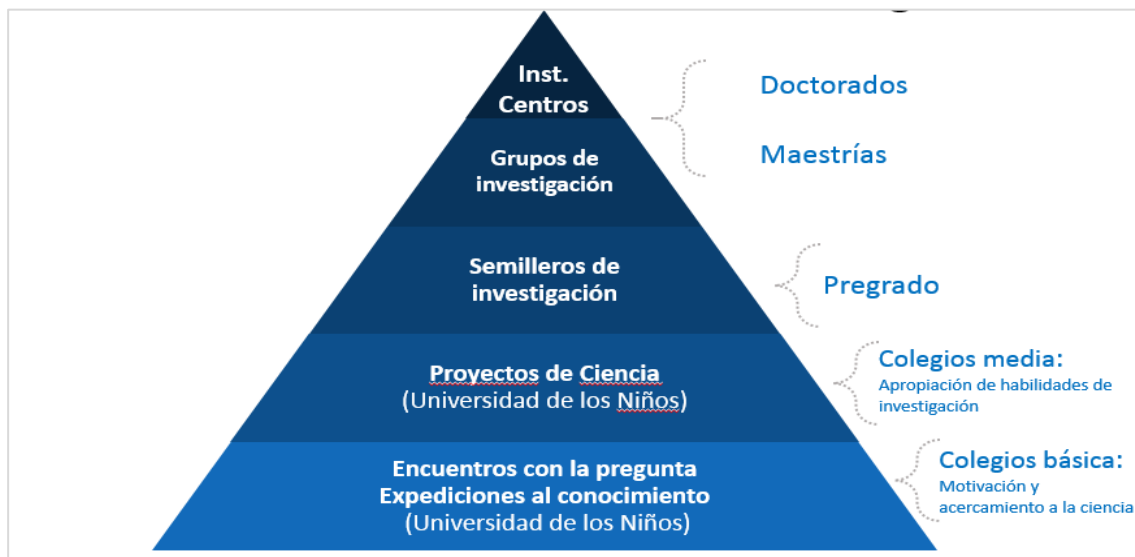 Inst.
Centros
Doctorados
Maestrías
Grupos de
investigación
Semilleros de
investigación
Pregrado
Proyectos de Ciencia
(Universidad de los Niños)
Colegios media:
Apropiación de habilidades de
investigación
Encuentros con la pregunta
Expediciones al conocimiento
(Universidad de los Niños)
Colegios básica:
Motivación y
acercamiento a la ciencia